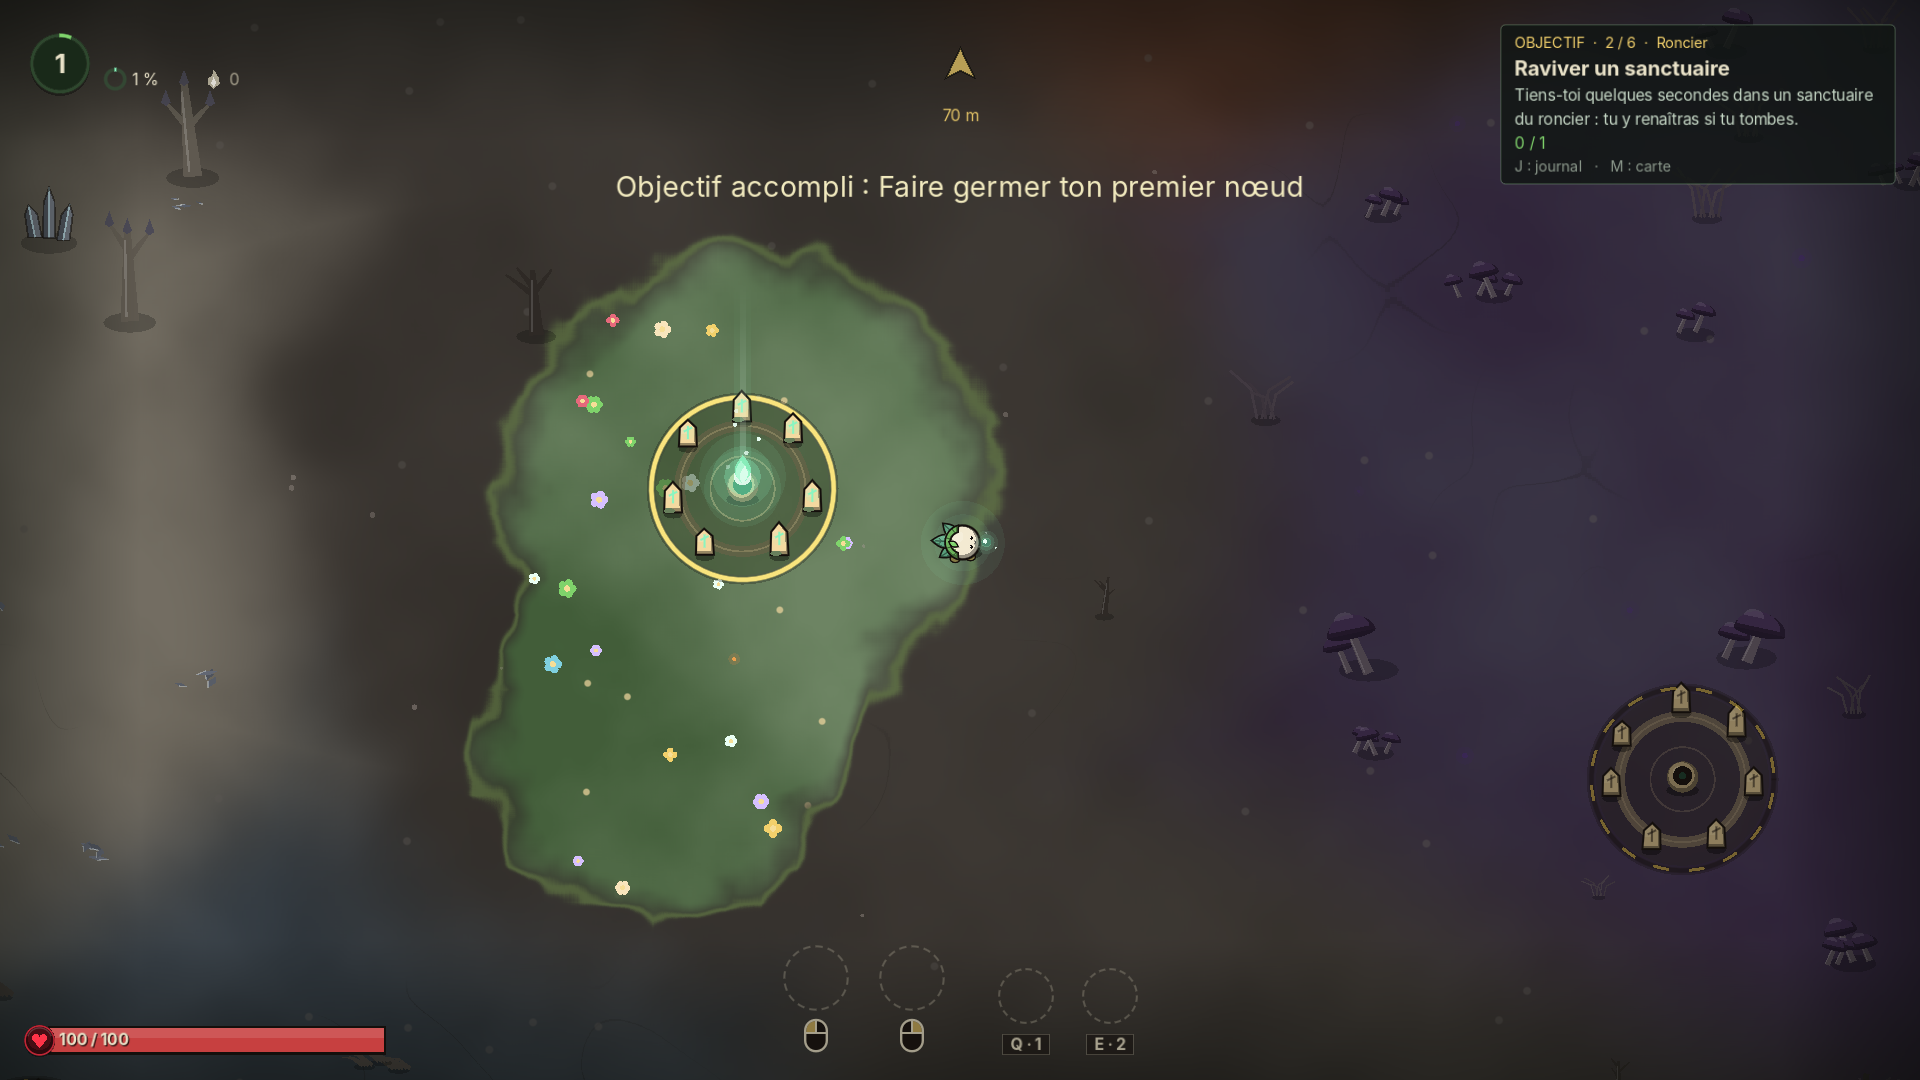 1
1 %
0
70 m
OBJECTIF · 2 / 6 · Roncier
Raviver un sanctuaire
Tiens-toi quelques secondes dans un sanctuaire
du roncier : tu y renaîtras si tu tombes.
0 / 1
J : journal · M : carte
Objectif accompli : Faire germer ton premier nœud
100 / 100
Q · 1
E · 2